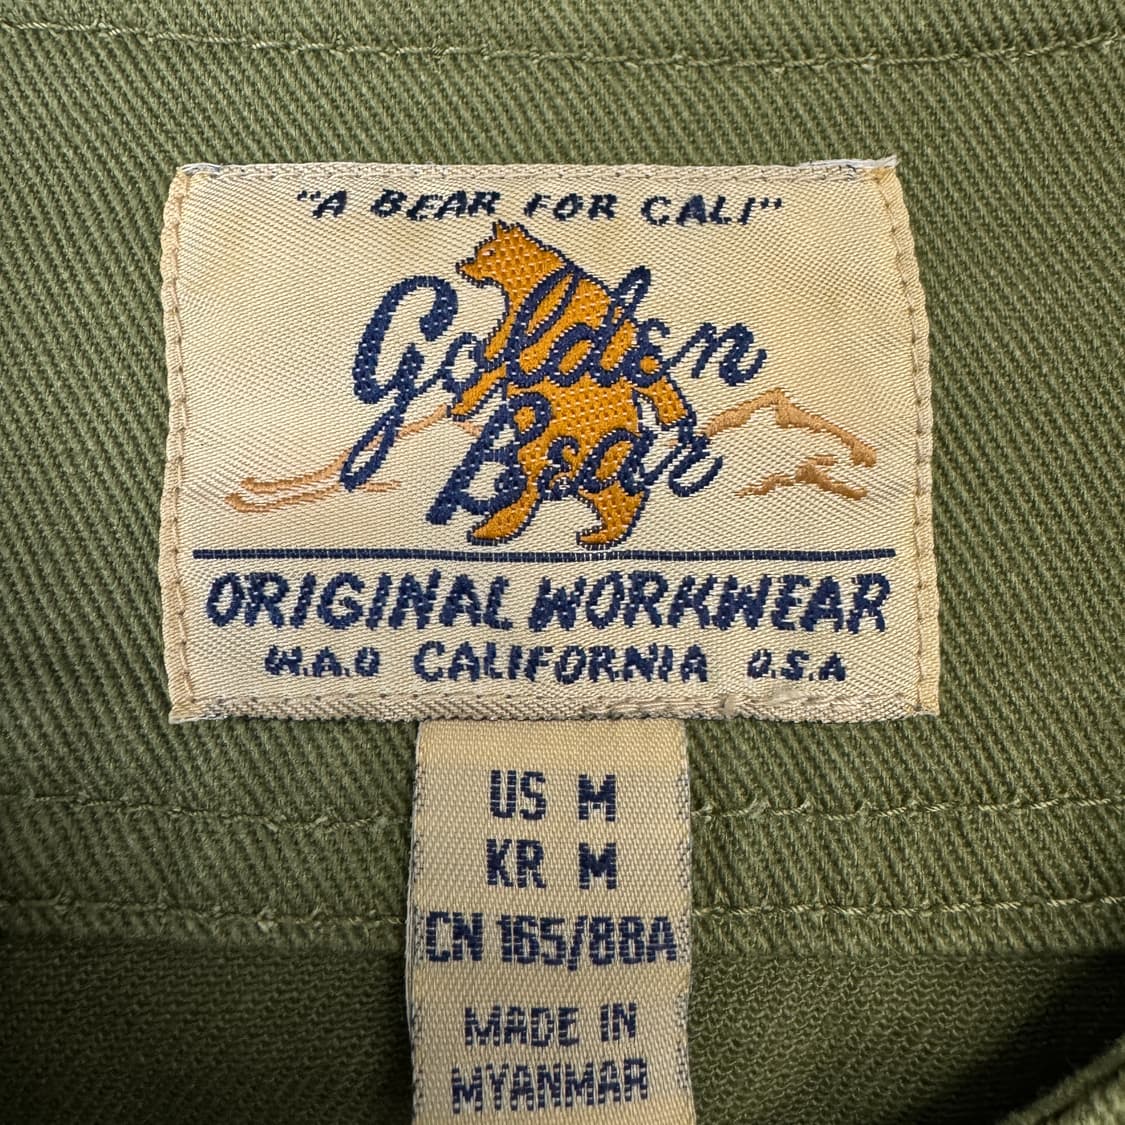 "A BEAR FOR CALI"
Golden
Bear
ORIGINAL WORKWEAR
W.A.O CALIFORNIA U.S.A
US M
KR M
CN 165/88A
MADE IN
MYANMAR